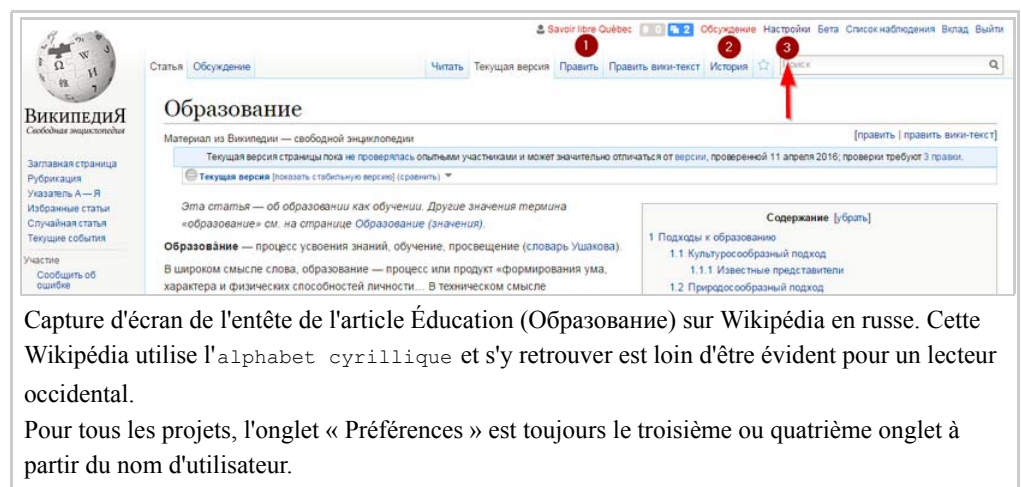 Savoir libre Québec 0 2 Обсуждение Настройки Бета Список наблюдения Вклад Выйти
1 2 3
Статья Обсуждение Читать Текущая версия Править Править вики-текст История Поиск
ВикипедиЯ
Свободная энциклопедия
Заглавная страница
Рубрикация
Указатель А — Я
Избранные статьи
Случайная статья
Текущие события
Участие
Сообщить об
ошибке
Образование
Материал из Википедии — свободной энциклопедии [править | править вики-текст]
Текущая версия страницы пока не проверялась опытными участниками и может значительно отличаться от версии, проверенной 11 апреля 2016; проверки требуют 3 правки.
Текущая версия [показать стабильную версию] (сравнить)
Эта статья — об образовании как обучении. Другие значения термина
«образование» см. на странице Образование (значения).
Образова́ние — процесс усвоения знаний, обучение, просвещение (словарь Ушакова).
В широком смысле слова, образование — процесс или продукт «формирования ума,
характера и физических способностей личности... В техническом смысле
Содержание [убрать]
1 Подходы к образованию
1.1 Культуросообразный подход
1.1.1 Известные представители
1.2 Природосообразный подход
Capture d'écran de l'entête de l'article Éducation (Образование) sur Wikipédia en russe. Cette
Wikipédia utilise l'alphabet cyrillique et s'y retrouver est loin d'être évident pour un lecteur
occidental.
Pour tous les projets, l'onglet « Préférences » est toujours le troisième ou quatrième onglet à
partir du nom d'utilisateur.